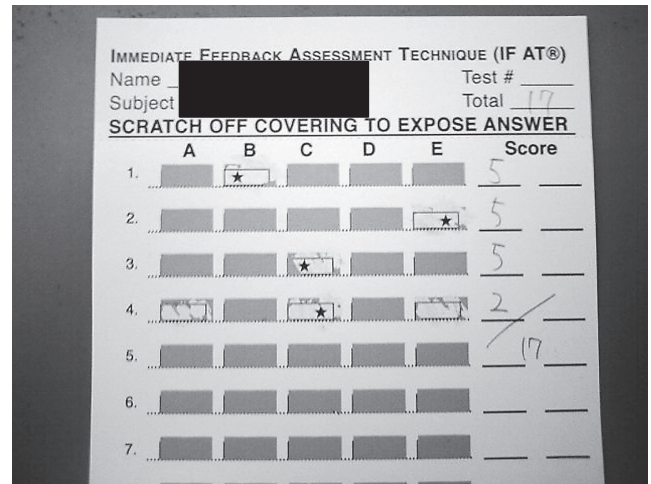 IMMEDIATE FEEDBACK ASSESSMENT TECHNIQUE (IF AT®)
Name Test #
Subject Total 17
SCRATCH OFF COVERING TO EXPOSE ANSWER
A B C D E Score
1. ★ 5
2. ★ 5
3. ★ 5
4. ★ 2
5. 17
6.
7.